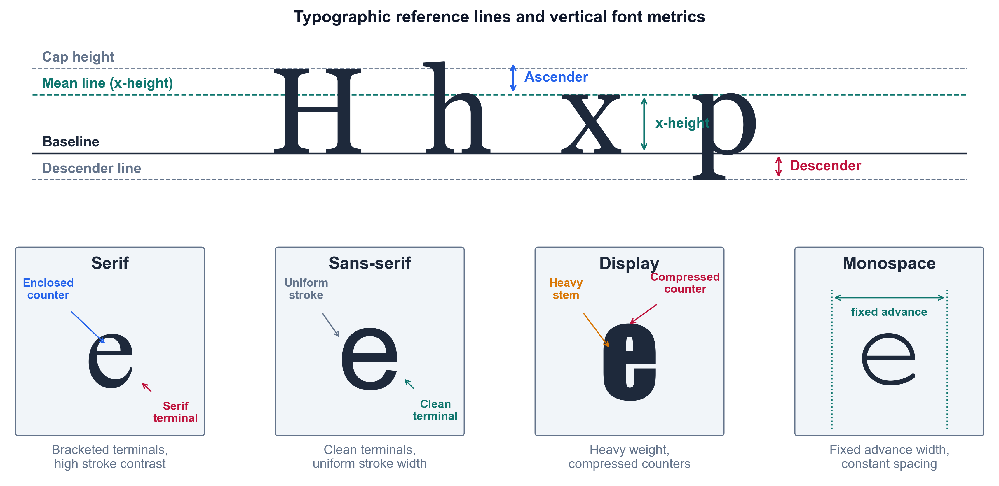 Typographic reference lines and vertical font metrics
Cap height
Mean line (x-height)
Baseline
Descender line
H h x p
Ascender
x-height
Descender
Serif
Enclosed
counter
e
Serif
terminal
Bracketed terminals,
high stroke contrast
Sans-serif
Uniform
stroke
e
Clean
terminal
Clean terminals,
uniform stroke width
Display
Heavy
stem
Compressed
counter
e
Heavy weight,
compressed counters
Monospace
fixed advance
e
Fixed advance width,
constant spacing